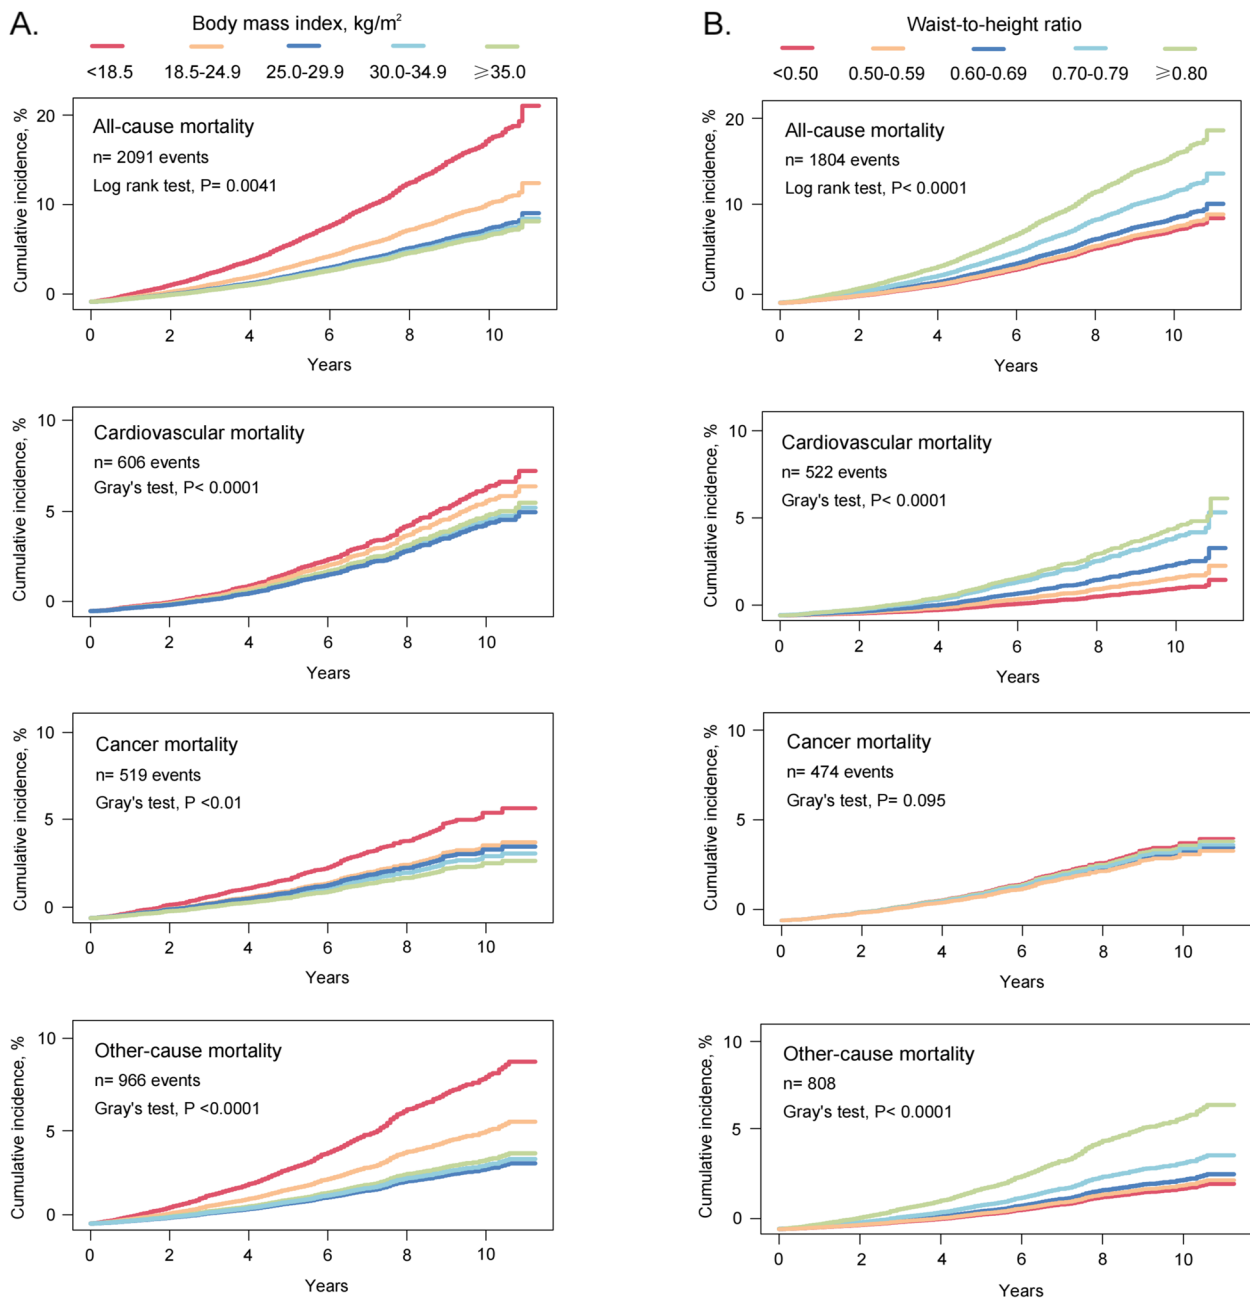 A.
Body mass index, kg/m²
<18.5 18.5-24.9 25.0-29.9 30.0-34.9 ⩾35.0
Cumulative incidence, %
20
10
0
All-cause mortality
n= 2091 events
Log rank test, P= 0.0041
0 2 4 6 8 10
Years
Cumulative incidence, %
10
5
0
Cardiovascular mortality
n= 606 events
Gray's test, P< 0.0001
0 2 4 6 8 10
Years
Cumulative incidence, %
10
5
0
Cancer mortality
n= 519 events
Gray's test, P <0.01
0 2 4 6 8 10
Years
Cumulative incidence, %
10
5
0
Other-cause mortality
n= 966 events
Gray's test, P <0.0001
0 2 4 6 8 10
Years
B.
Waist-to-height ratio
<0.50 0.50-0.59 0.60-0.69 0.70-0.79 ⩾0.80
Cumulative incidence, %
20
10
0
All-cause mortality
n= 1804 events
Log rank test, P< 0.0001
0 2 4 6 8 10
Years
Cumulative incidence, %
10
5
0
Cardiovascular mortality
n= 522 events
Gray's test, P< 0.0001
0 2 4 6 8 10
Years
Cumulative incidence, %
10
5
0
Cancer mortality
n= 474 events
Gray's test, P= 0.095
0 2 4 6 8 10
Years
Cumulative incidence, %
10
5
0
Other-cause mortality
n= 808
Gray's test, P< 0.0001
0 2 4 6 8 10
Years